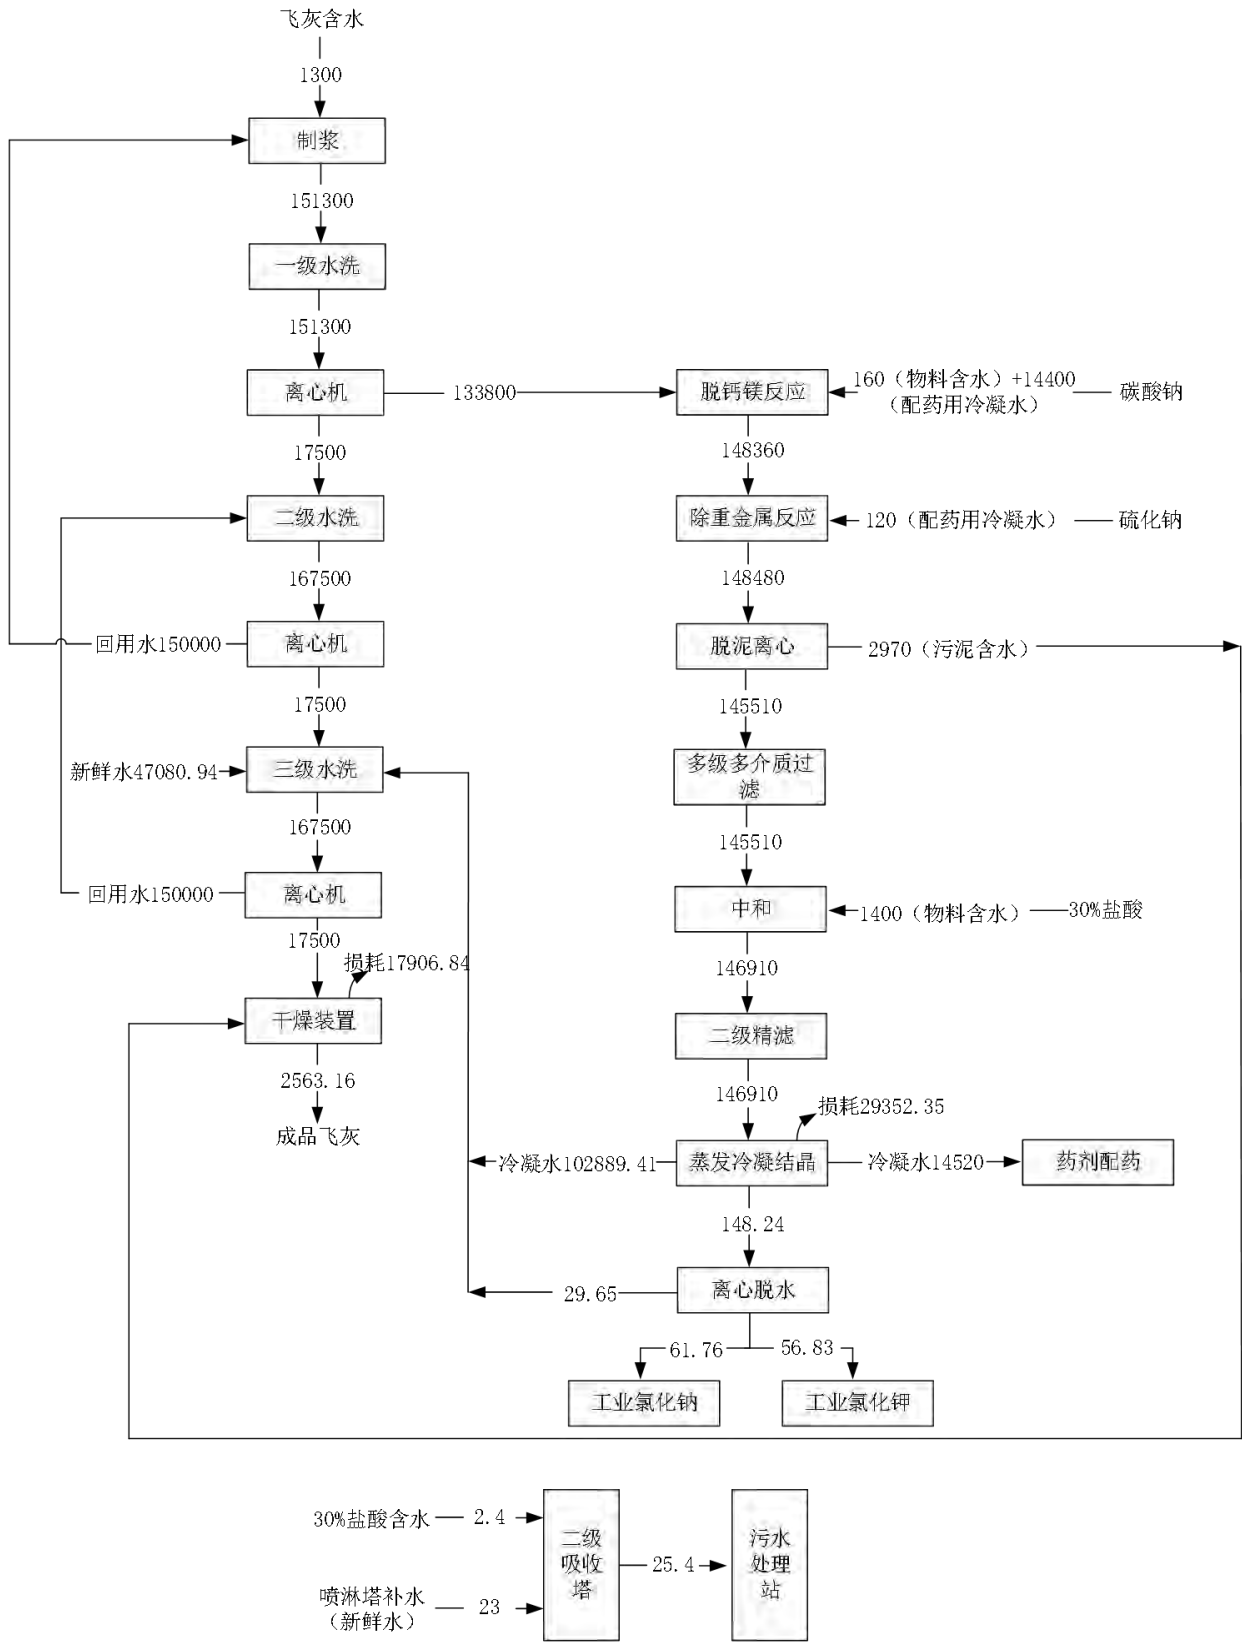 飞灰含水
1300
制浆
151300
一级水洗
151300
离心机
133800
脱钙镁反应
160（物料含水）+14400
（配药用冷凝水）
碳酸钠
17500
148360
二级水洗
除重金属反应
120（配药用冷凝水）
硫化钠
167500
148480
回用水150000
离心机
脱泥离心
2970（污泥含水）
17500
145510
新鲜水47080.94
三级水洗
多级多介质过
滤
167500
145510
回用水150000
离心机
中和
1400（物料含水）
30%盐酸
17500
损耗17906.84
146910
干燥装置
二级精滤
2563.16
146910
成品飞灰
损耗29352.35
冷凝水102889.41
蒸发冷凝结晶
冷凝水14520
药剂配药
148.24
29.65
离心脱水
61.76
56.83
工业氯化钠
工业氯化钾
30%盐酸含水
2.4
二级
吸收
塔
25.4
污水
处理
站
喷淋塔补水
（新鲜水）
23